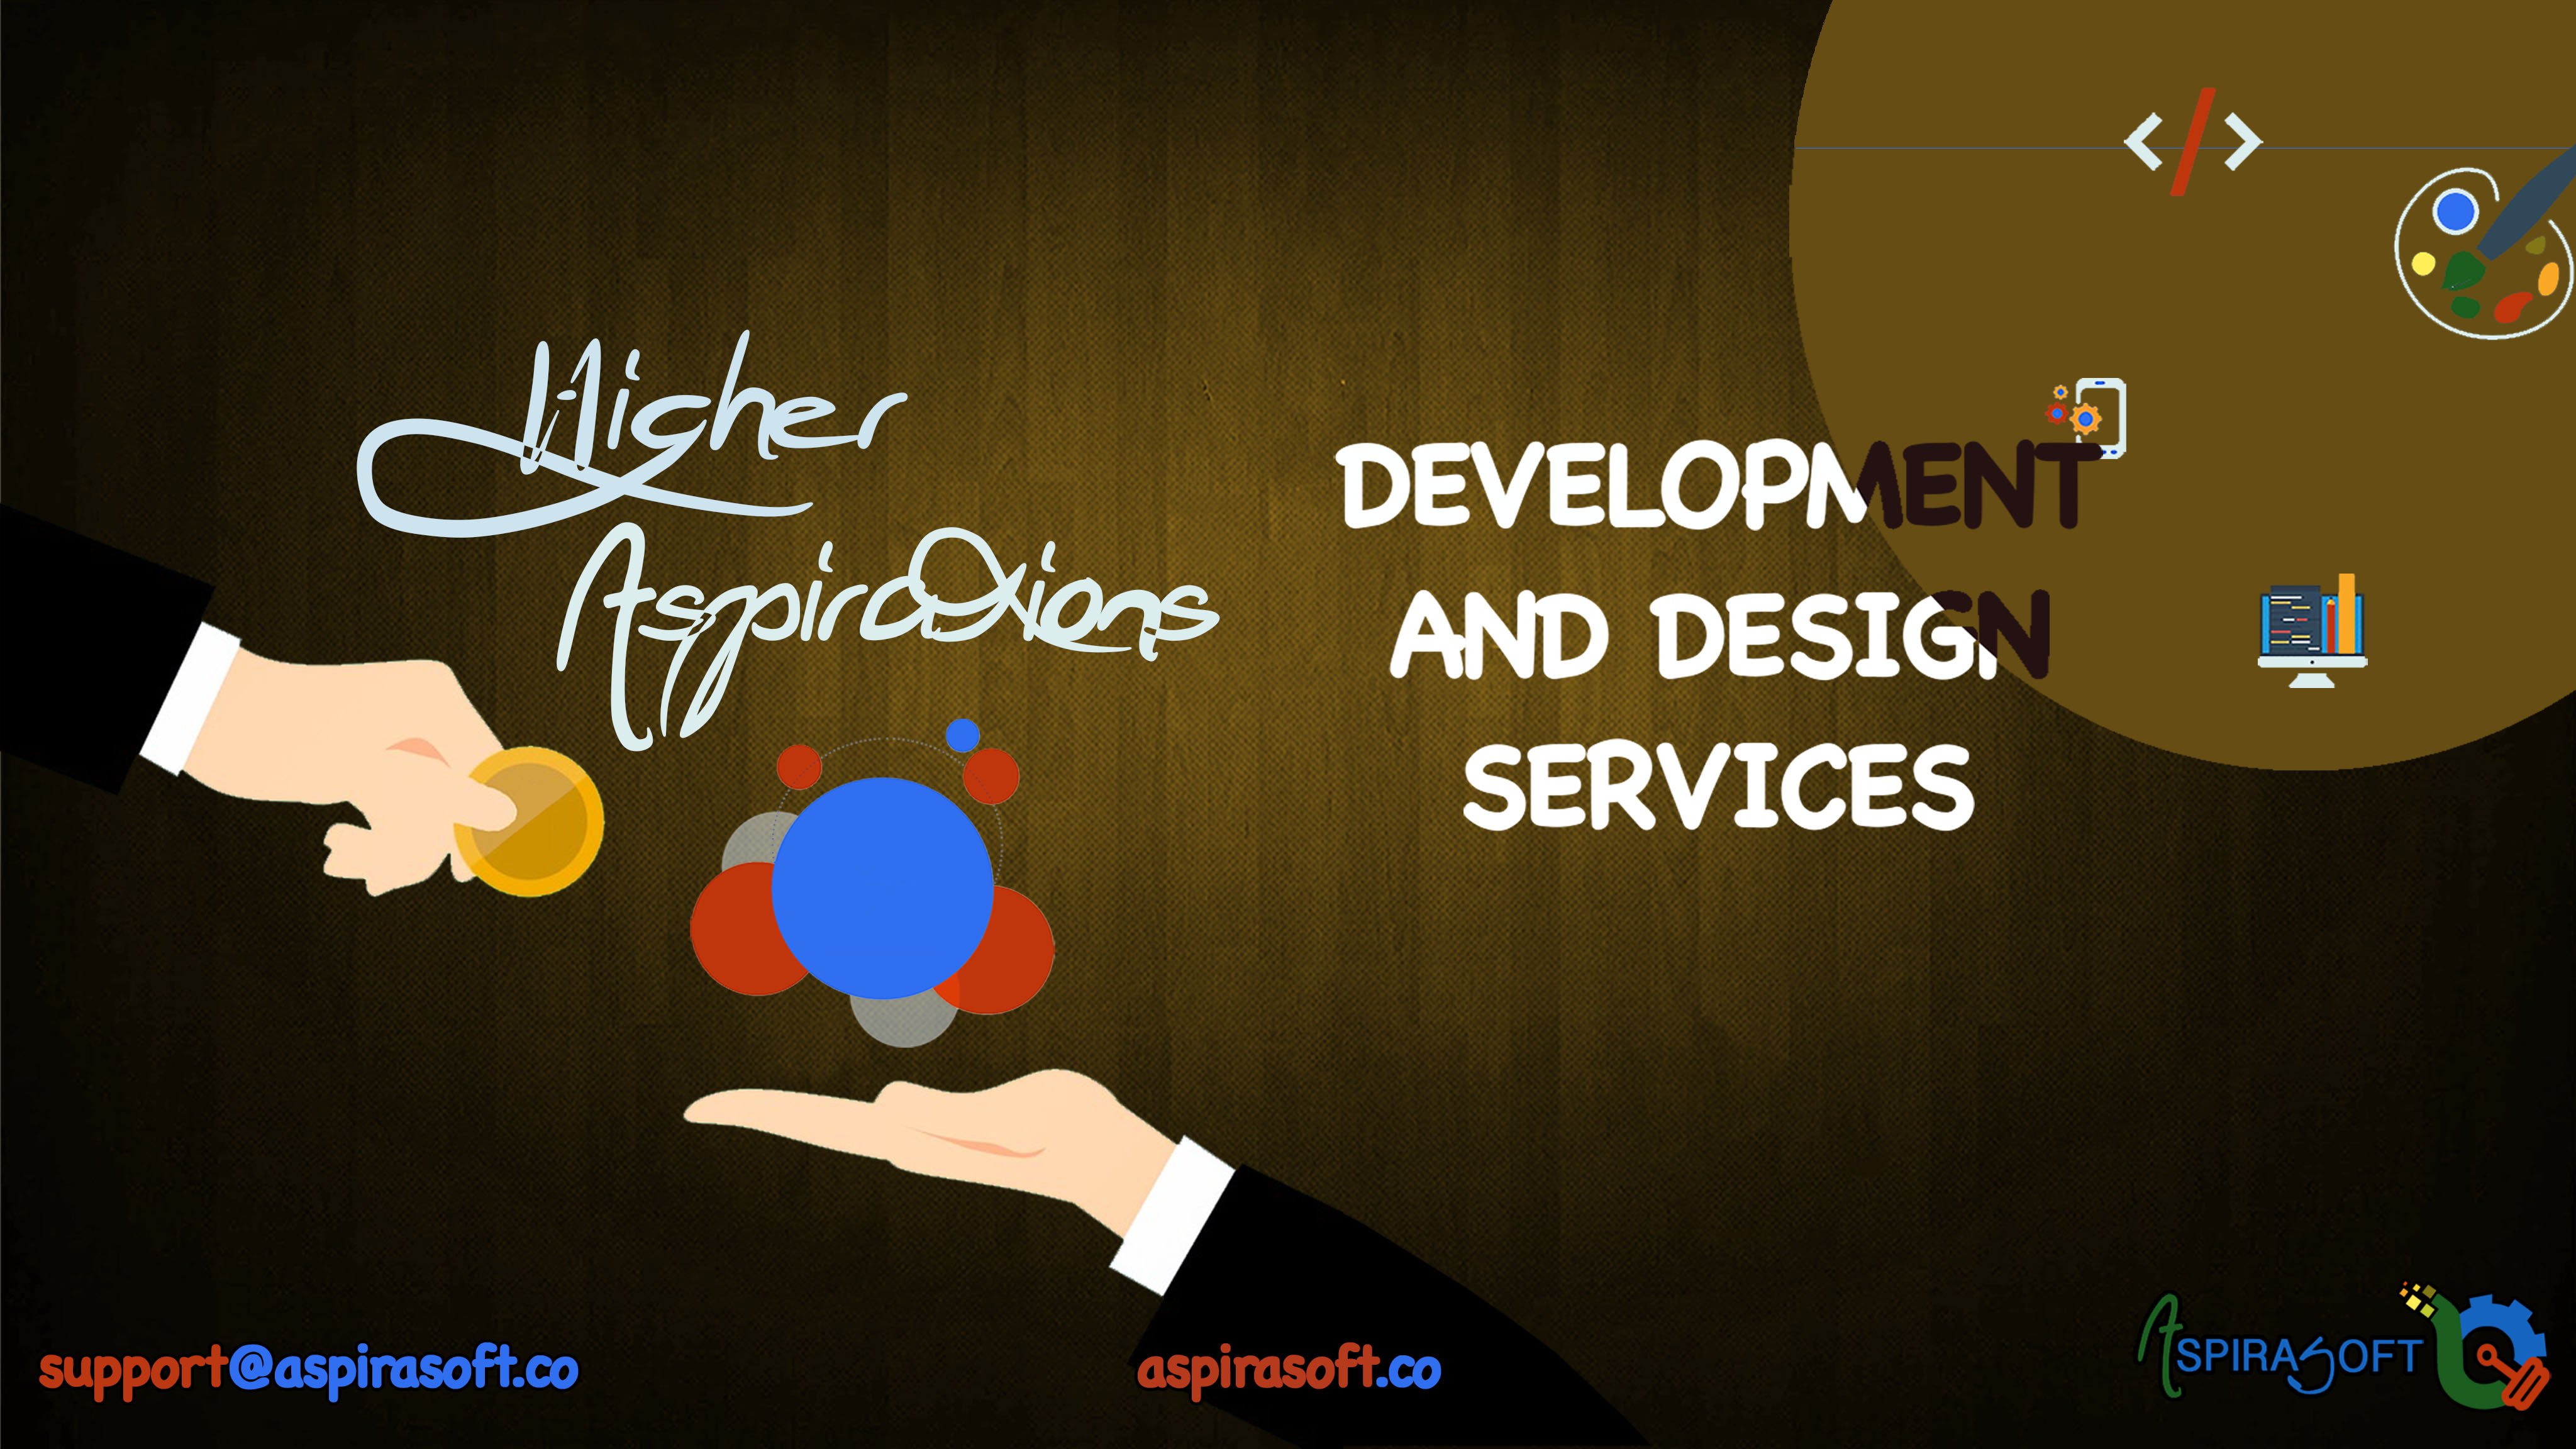 Higher
Aspirations
DEVELOPMENT
AND DESIGN
SERVICES
</>
support@aspirasoft.co
aspirasoft.co
ASPIRASOFT